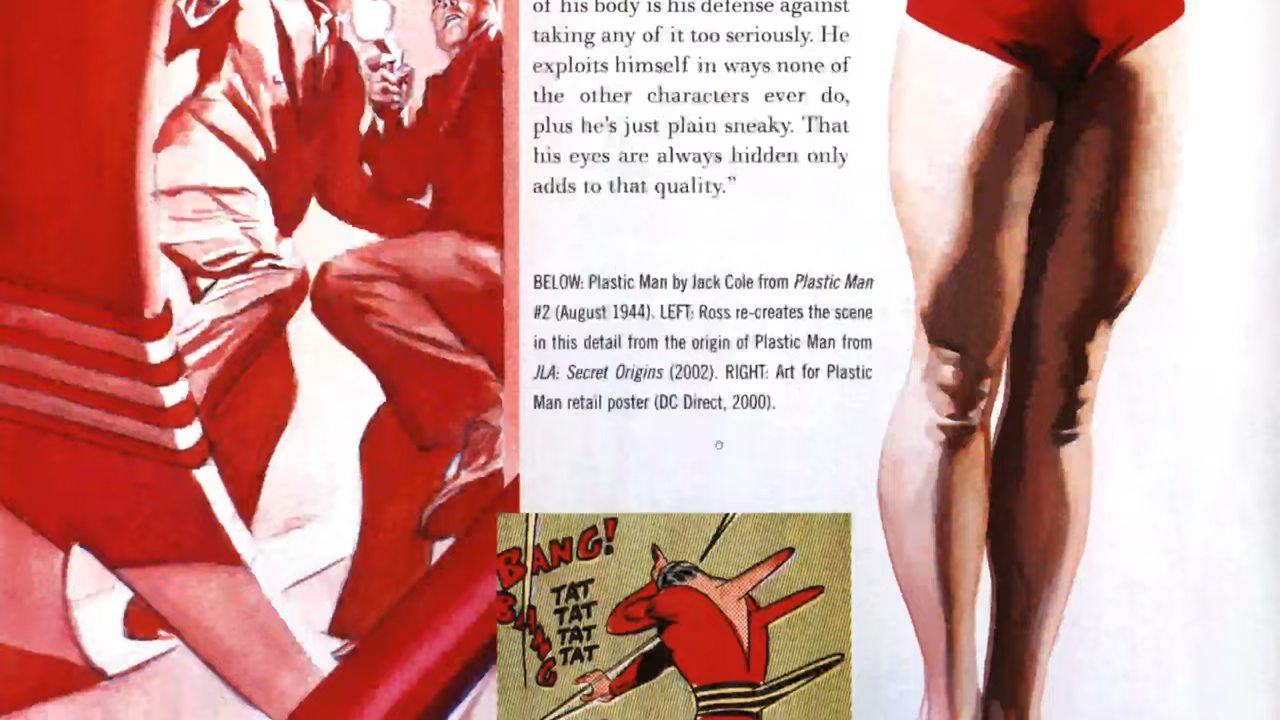 of his body is his defense against
taking any of it too seriously. He
exploits himself in ways none of
the other characters ever do,
plus he's just plain sneaky. That
his eyes are always hidden only
adds to that quality."
BELOW: Plastic Man by Jack Cole from Plastic Man
#2 (August 1944). LEFT: Ross re-creates the scene
in this detail from the origin of Plastic Man from
JLA: Secret Origins (2002). RIGHT: Art for Plastic
Man retail poster (DC Direct, 2000).
BANG!
BANG
TAT
TAT
TAT
TAT